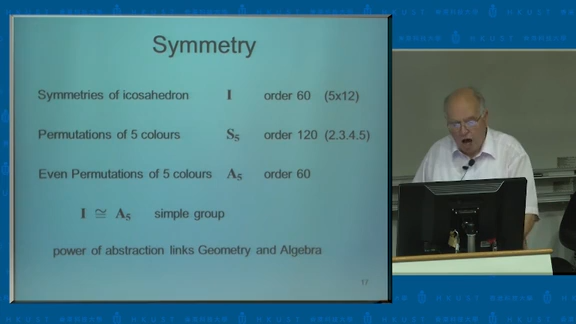 Symmetry
Symmetries of icosahedron I order 60 (5x12)
Permutations of 5 colours S₅ order 120 (2.3.4.5)
Even Permutations of 5 colours A₅ order 60
I ≅ A₅ simple group
power of abstraction links Geometry and Algebra
17